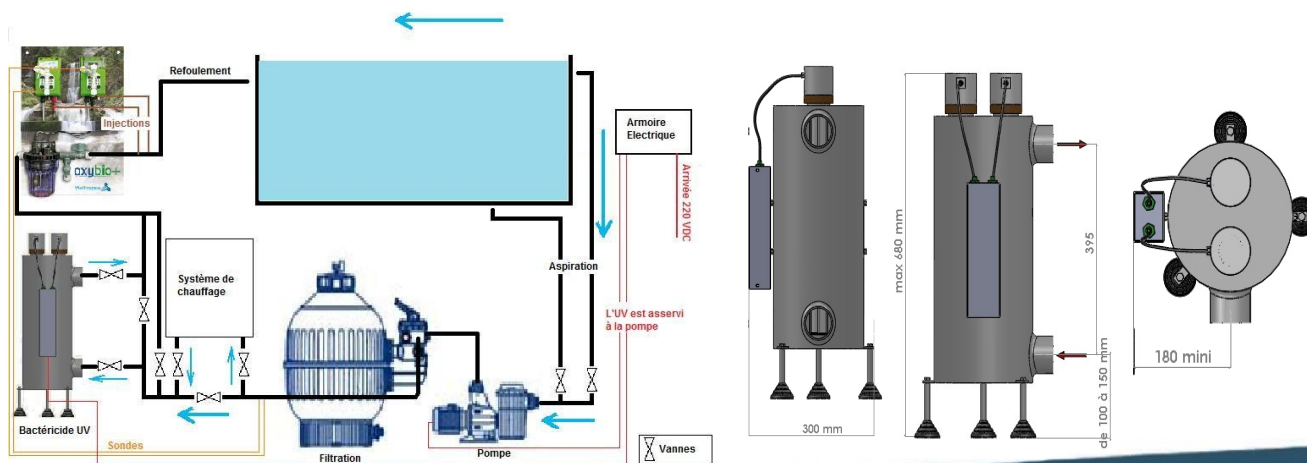 Refoulement
Injections
oxybio+
Armoire
Electrique
Arrivée 220 VDC
Aspiration
Système de
chauffage
L'UV est asservi
à la pompe
Bactéricide UV
Sondes
Filtration
Pompe
Vannes
300 mm
max 680 mm
395
de 100 à 150 mm
180 mini